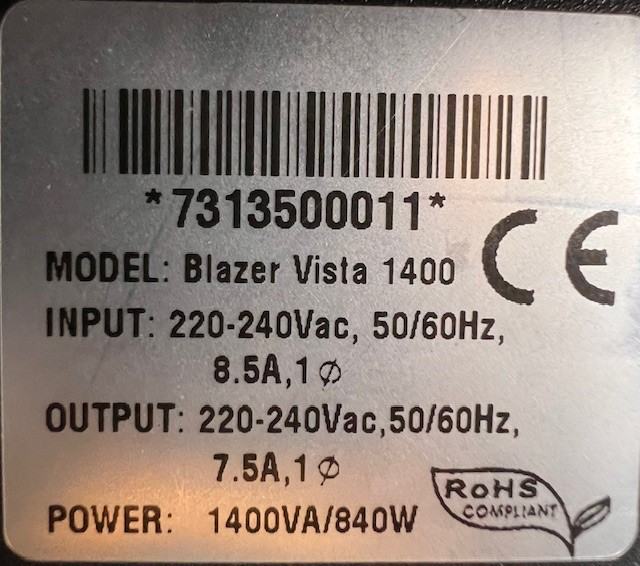 *7313500011*
MODEL: Blazer Vista 1400
CE
INPUT: 220-240Vac, 50/60Hz,
8.5A,1 ⌀
OUTPUT: 220-240Vac,50/60Hz,
7.5A,1 ⌀
POWER: 1400VA/840W
RoHS
COMPLIANT